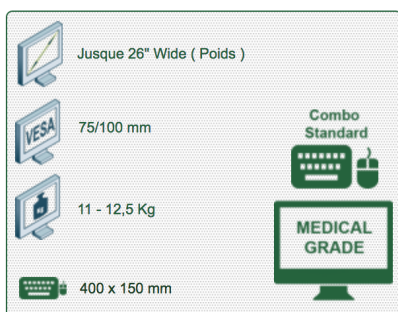 Jusque 26" Wide ( Poids )
VESA
75/100 mm
Combo
Standard
KG
11 - 12,5 Kg
MEDICAL
GRADE
400 x 150 mm